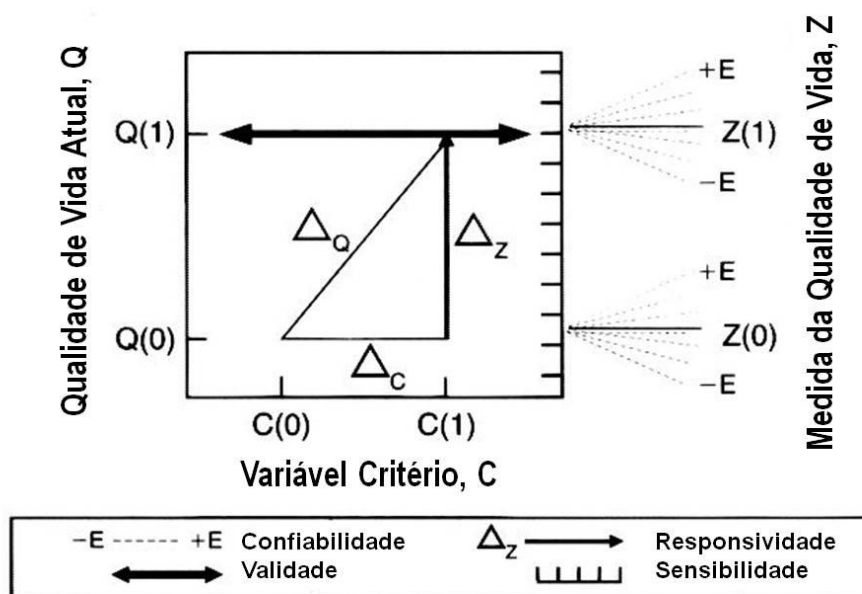 Qualidade de Vida Atual, Q
Q(1)
Q(0)
ΔQ
ΔZ
ΔC
C(0)
C(1)
Variável Critério, C
+E
Z(1)
−E
+E
Z(0)
−E
Medida da Qualidade de Vida, Z
−E ------ +E Confiabilidade
ΔZ Responsividade
Validade
Sensibilidade